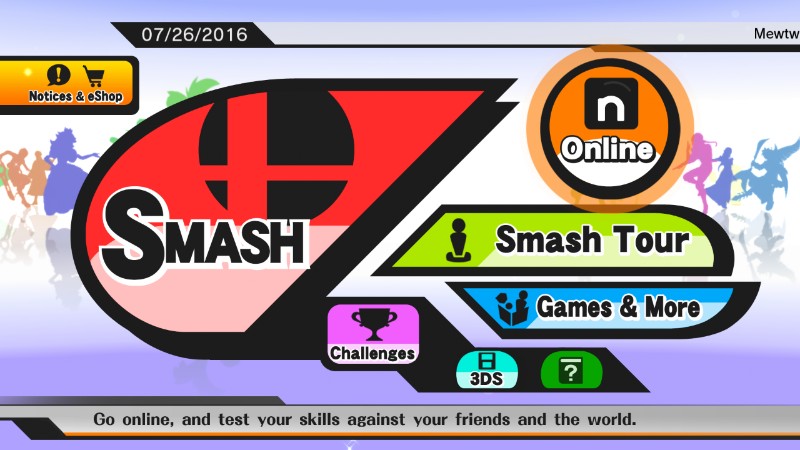 07/26/2016
Mewtw
Notices & eShop
n
Online
SMASH
Smash Tour
Games & More
Challenges
3DS
?
Go online, and test your skills against your friends and the world.